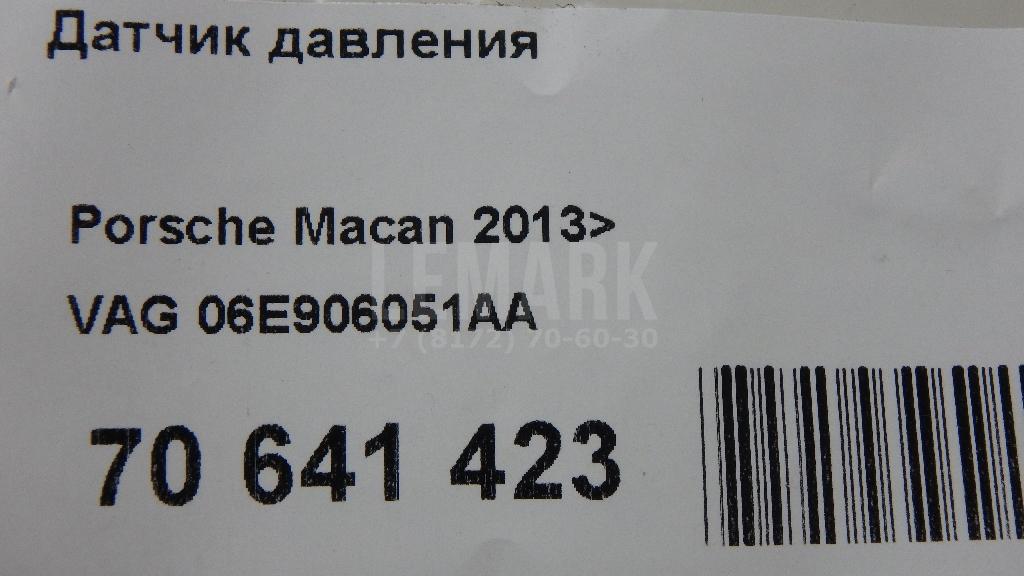 Датчик давления
Porsche Macan 2013>
LEMARK
VAG 06E906051AA
+7 (8172) 70-60-30
70 641 423